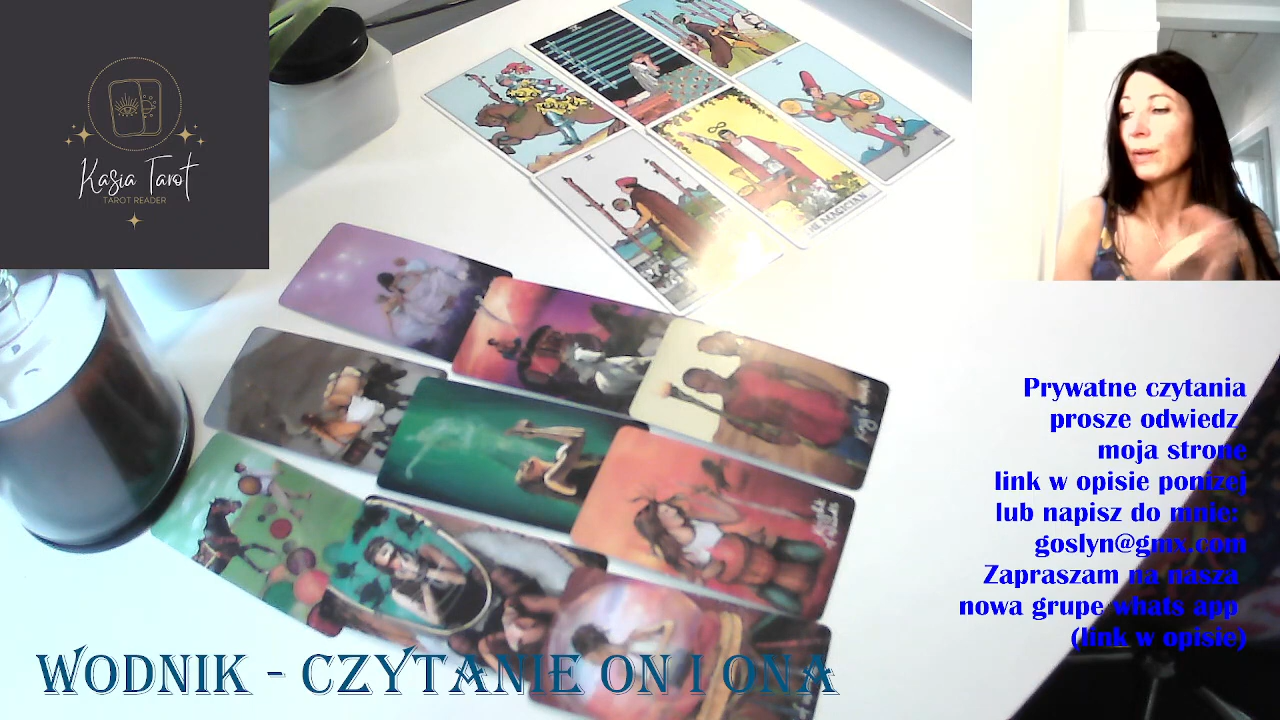 Kasia Tarot
TAROT READER
THE MAGICIAN
Prywatne czytania
prosze odwiedz
moja strone
link w opisie ponizej
lub napisz do mnie:
goslyn@gmx.com
Zapraszam na nasza
nowa grupe whats app
(link w opisie)
WODNIK - CZYTANIE ON I ONA